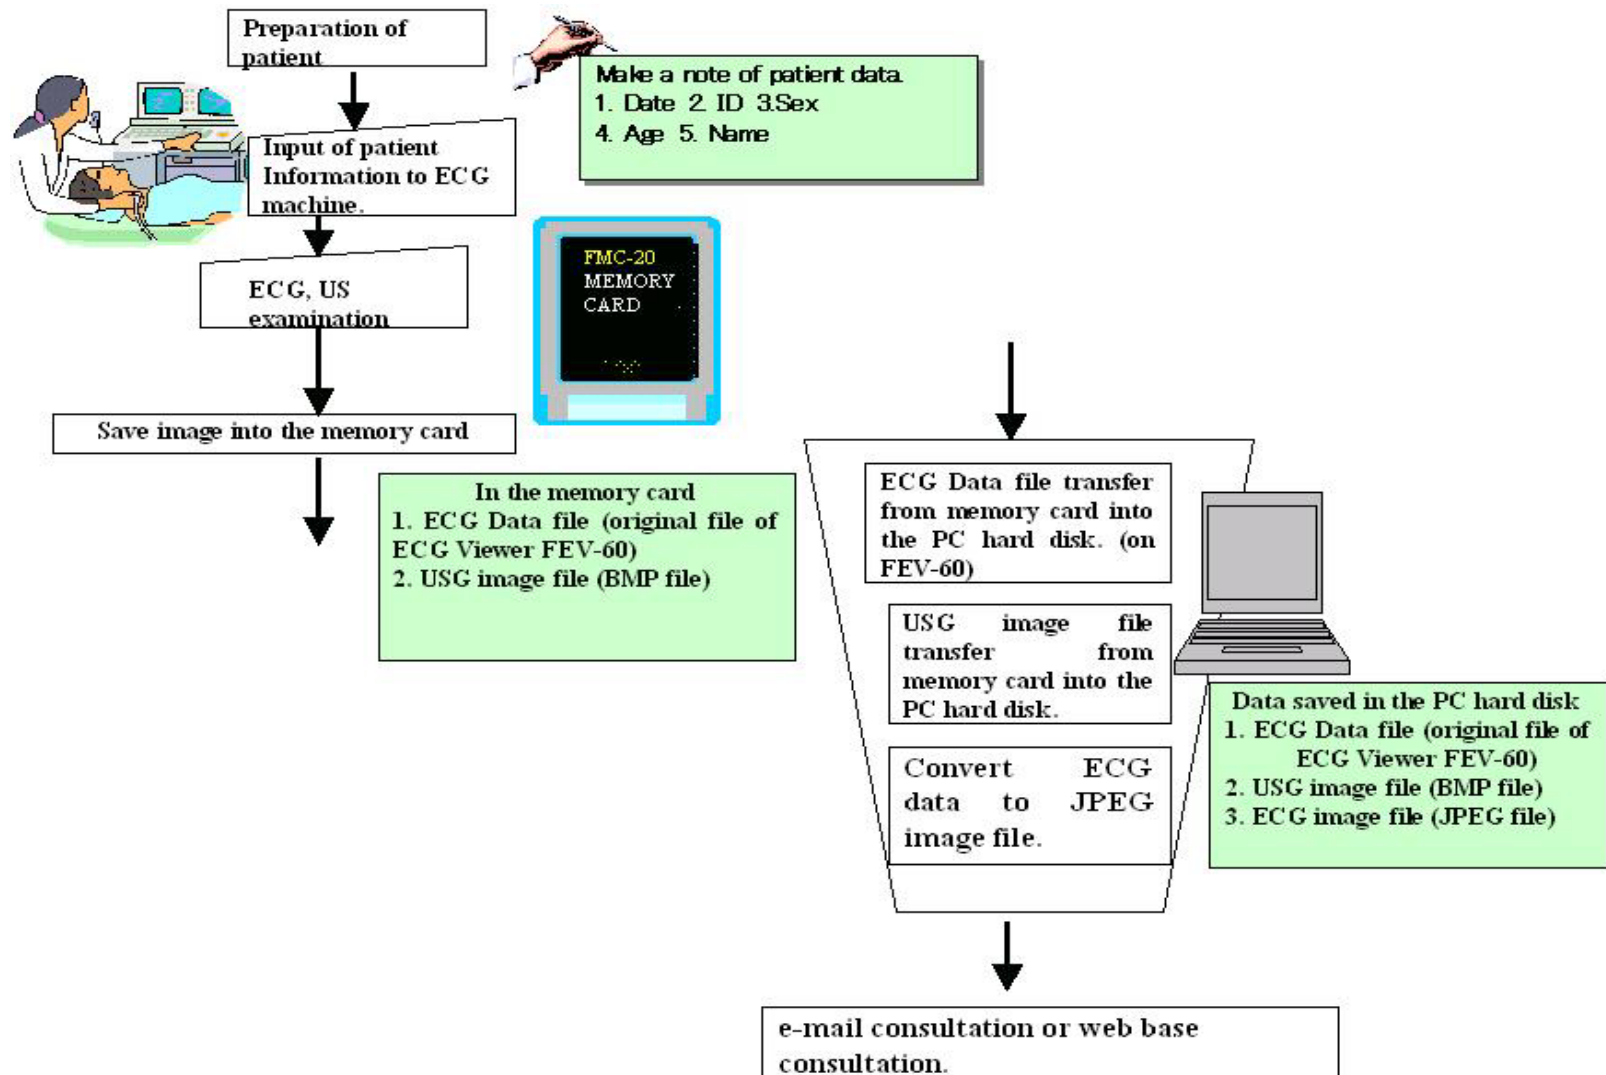 Preparation of
patient
Make a note of patient data.
1. Date 2. ID 3.Sex
4. Age 5. Name
Input of patient
Information to ECG
machine.
ECG, US
examination
FMC-20
MEMORY
CARD
Save image into the memory card
In the memory card
1. ECG Data file (original file of
ECG Viewer FEV-60)
2. USG image file (BMP file)
ECG Data file transfer
from memory card into
the PC hard disk. (on
FEV-60)
USG image file
transfer from
memory card into the
PC hard disk.
Convert ECG
data to JPEG
image file.
Data saved in the PC hard disk
1. ECG Data file (original file of
ECG Viewer FEV-60)
2. USG image file (BMP file)
3. ECG image file (JPEG file)
e-mail consultation or web base
consultation.